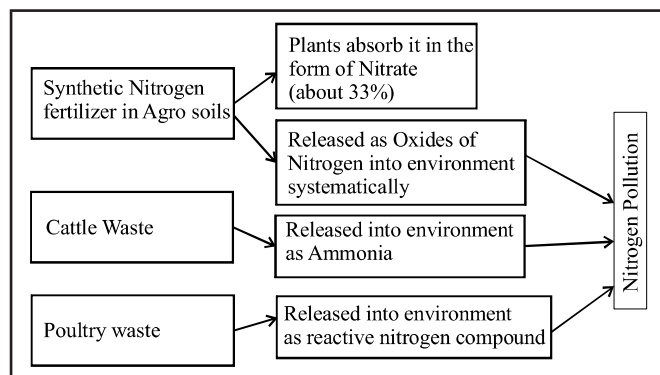 Synthetic Nitrogen
fertilizer in Agro soils
Plants absorb it in the
form of Nitrate
(about 33%)
Released as Oxides of
Nitrogen into environment
systematically
Cattle Waste
Released into environment
as Ammonia
Poultry waste
Released into environment
as reactive nitrogen compound
Nitrogen Pollution